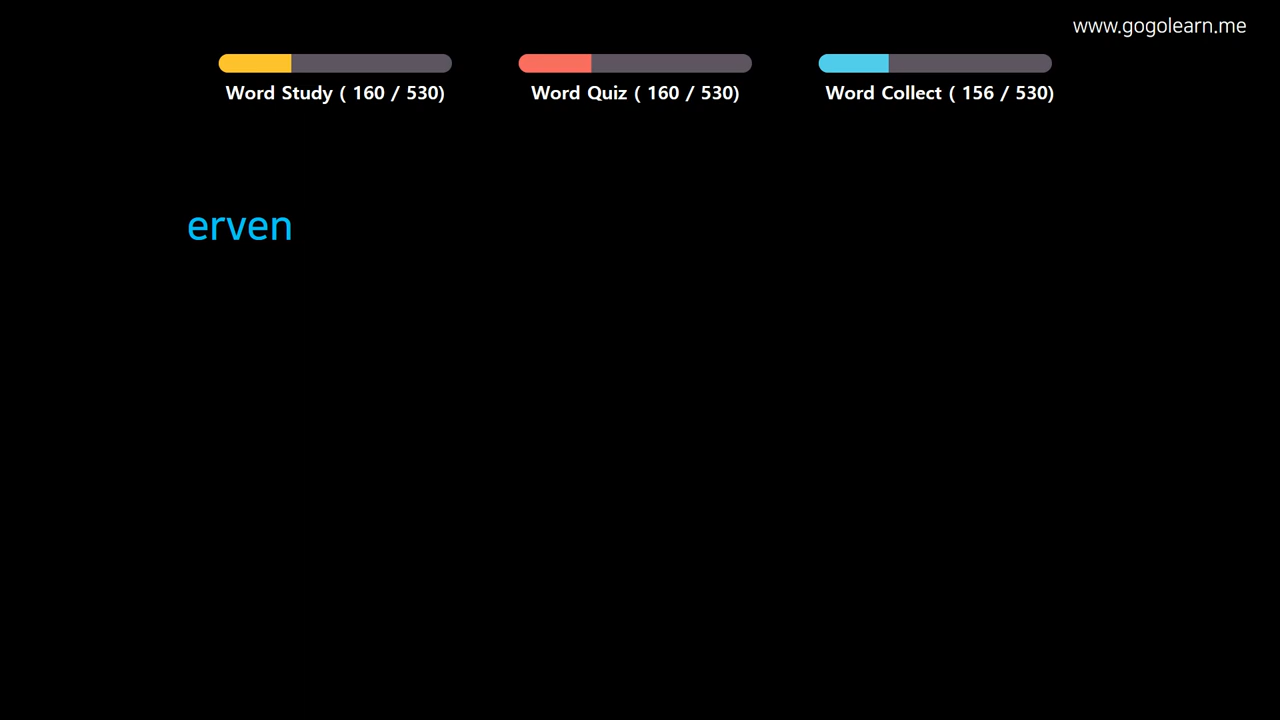 www.gogolearn.me
Word Study ( 160 / 530) Word Quiz ( 160 / 530) Word Collect ( 156 / 530)
erven